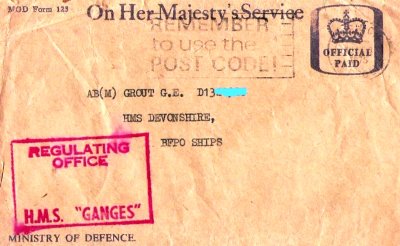 MOD Form 123
On Her Majesty's Service
REMEMBER
to use the
POST CODE!
OFFICIAL
PAID
AB(M) GROUT G.E. D13
HMS DEVONSHIRE,
BFPO SHIPS
REGULATING
OFFICE
H.M.S. "GANGES"
MINISTRY OF DEFENCE.